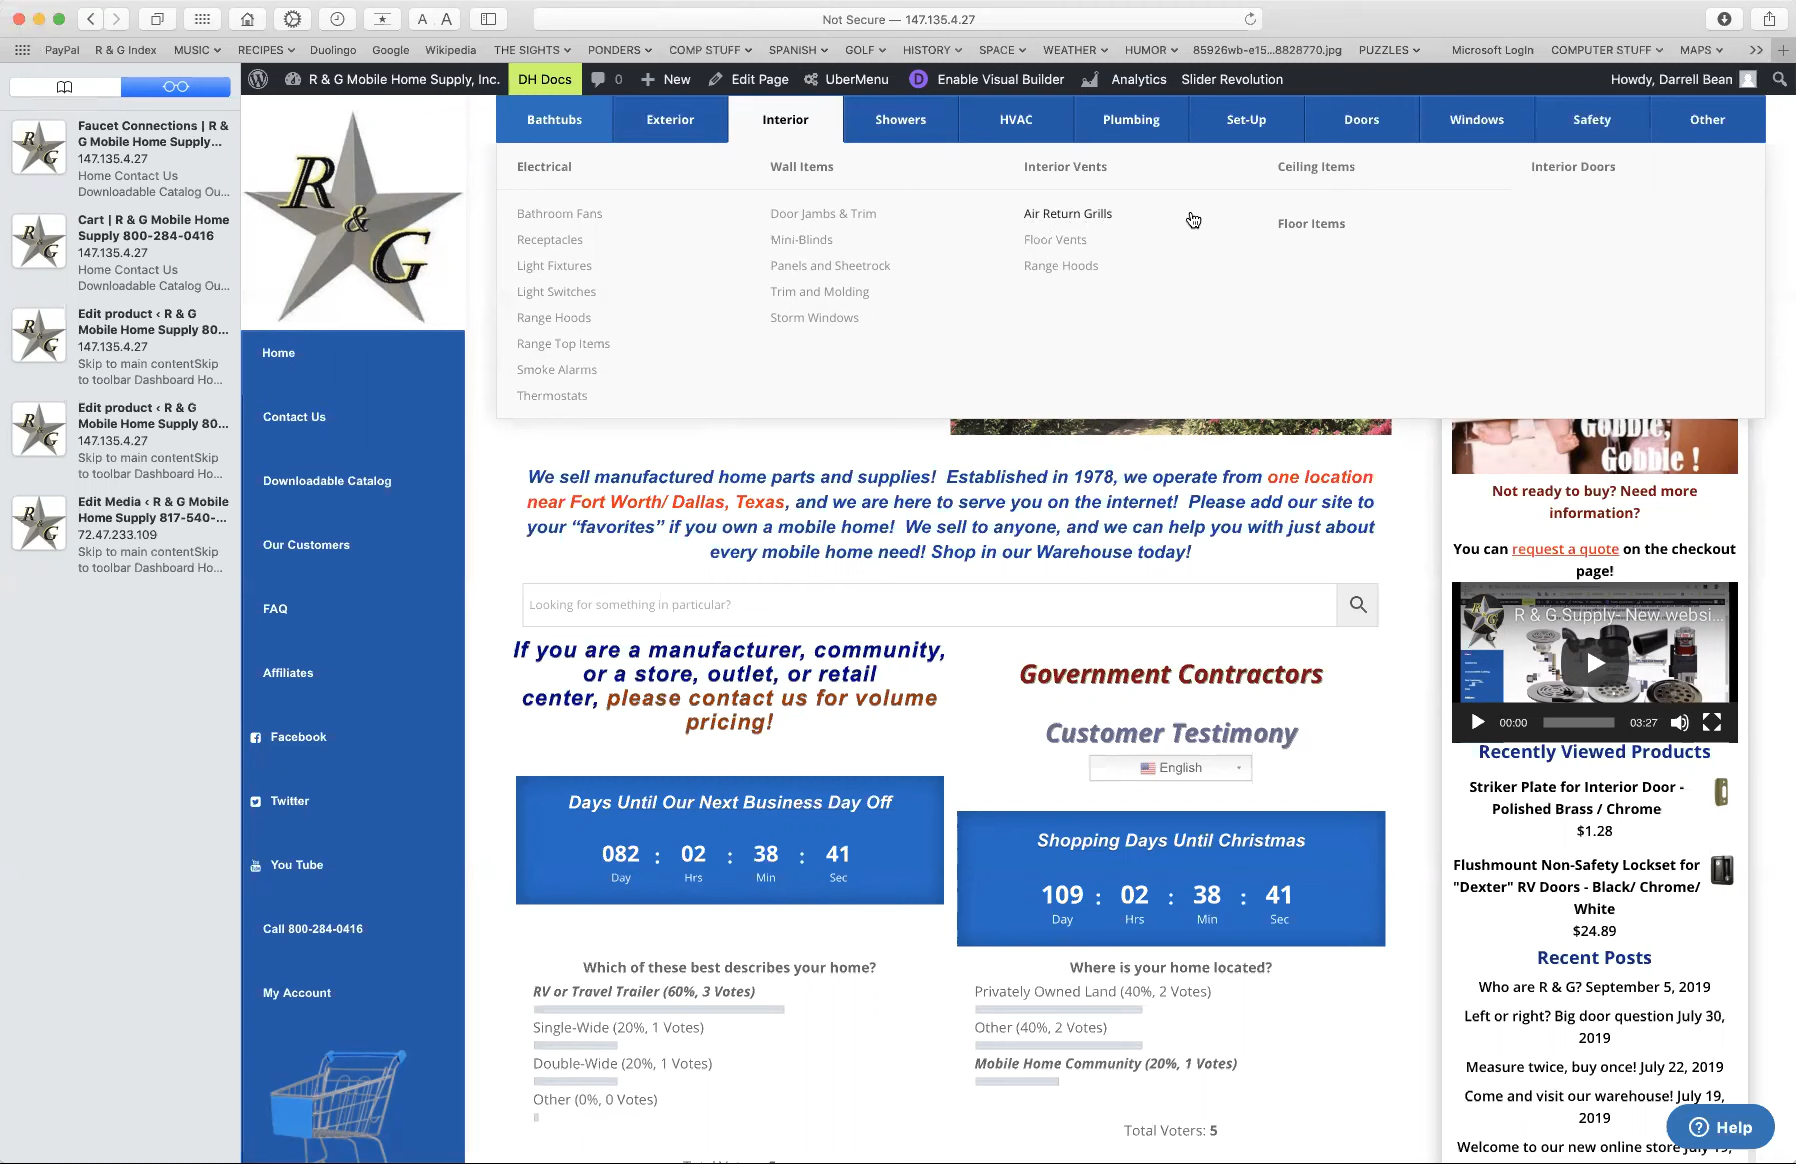 Not Secure — 147.135.4.27
PayPal R & G Index MUSIC RECIPES Duolingo Google Wikipedia THE SIGHTS PONDERS COMP STUFF SPANISH GOLF HISTORY SPACE WEATHER HUMOR 85926wb-e15...8828770.jpg PUZZLES Microsoft LogIn COMPUTER STUFF MAPS
R & G Mobile Home Supply, Inc. DH Docs 0 New Edit Page UberMenu Enable Visual Builder Analytics Slider Revolution Howdy, Darrell Bean
Faucet Connections | R &
G Mobile Home Supply...
147.135.4.27
Home Contact Us
Downloadable Catalog Ou...
Cart | R & G Mobile Home
Supply 800-284-0416
147.135.4.27
Home Contact Us
Downloadable Catalog Ou...
Edit product ‹ R & G
Mobile Home Supply 80...
147.135.4.27
Skip to main contentSkip
to toolbar Dashboard Ho...
Edit product ‹ R & G
Mobile Home Supply 80...
147.135.4.27
Skip to main contentSkip
to toolbar Dashboard Ho...
Edit Media ‹ R & G Mobile
Home Supply 817-540-...
72.47.233.109
Skip to main contentSkip
to toolbar Dashboard Ho...
R & G
Home
Contact Us
Downloadable Catalog
Our Customers
FAQ
Affiliates
Facebook
Twitter
You Tube
Call 800-284-0416
My Account
Bathtubs Exterior Interior Showers HVAC Plumbing Set-Up Doors Windows Safety Other
Electrical
Bathroom Fans
Receptacles
Light Fixtures
Light Switches
Range Hoods
Range Top Items
Smoke Alarms
Thermostats
Wall Items
Door Jambs & Trim
Mini-Blinds
Panels and Sheetrock
Trim and Molding
Storm Windows
Interior Vents
Air Return Grills
Floor Vents
Range Hoods
Ceiling Items
Floor Items
Interior Doors
We sell manufactured home parts and supplies! Established in 1978, we operate from one location
near Fort Worth/ Dallas, Texas, and we are here to serve you on the internet! Please add our site to
your “favorites” if you own a mobile home! We sell to anyone, and we can help you with just about
every mobile home need! Shop in our Warehouse today!
Looking for something in particular?
If you are a manufacturer, community,
or a store, outlet, or retail
center, please contact us for volume
pricing!
Government Contractors
Customer Testimony
English
Days Until Our Next Business Day Off
082 : 02 : 38 : 41
Day Hrs Min Sec
Shopping Days Until Christmas
109 : 02 : 38 : 41
Day Hrs Min Sec
Which of these best describes your home?
RV or Travel Trailer (60%, 3 Votes)
Single-Wide (20%, 1 Votes)
Double-Wide (20%, 1 Votes)
Other (0%, 0 Votes)
Where is your home located?
Privately Owned Land (40%, 2 Votes)
Other (40%, 2 Votes)
Mobile Home Community (20%, 1 Votes)
Total Voters: 5
Gobble,
Gobble !
Not ready to buy? Need more
information?
You can request a quote on the checkout
page!
R & G Supply- New websi...
00:00 03:27
Recently Viewed Products
Striker Plate for Interior Door -
Polished Brass / Chrome
$1.28
Flushmount Non-Safety Lockset for
"Dexter" RV Doors - Black/ Chrome/
White
$24.89
Recent Posts
Who are R & G? September 5, 2019
Left or right? Big door question July 30,
2019
Measure twice, buy once! July 22, 2019
Come and visit our warehouse! July 19,
2019
Welcome to our new online store July 19,
Help